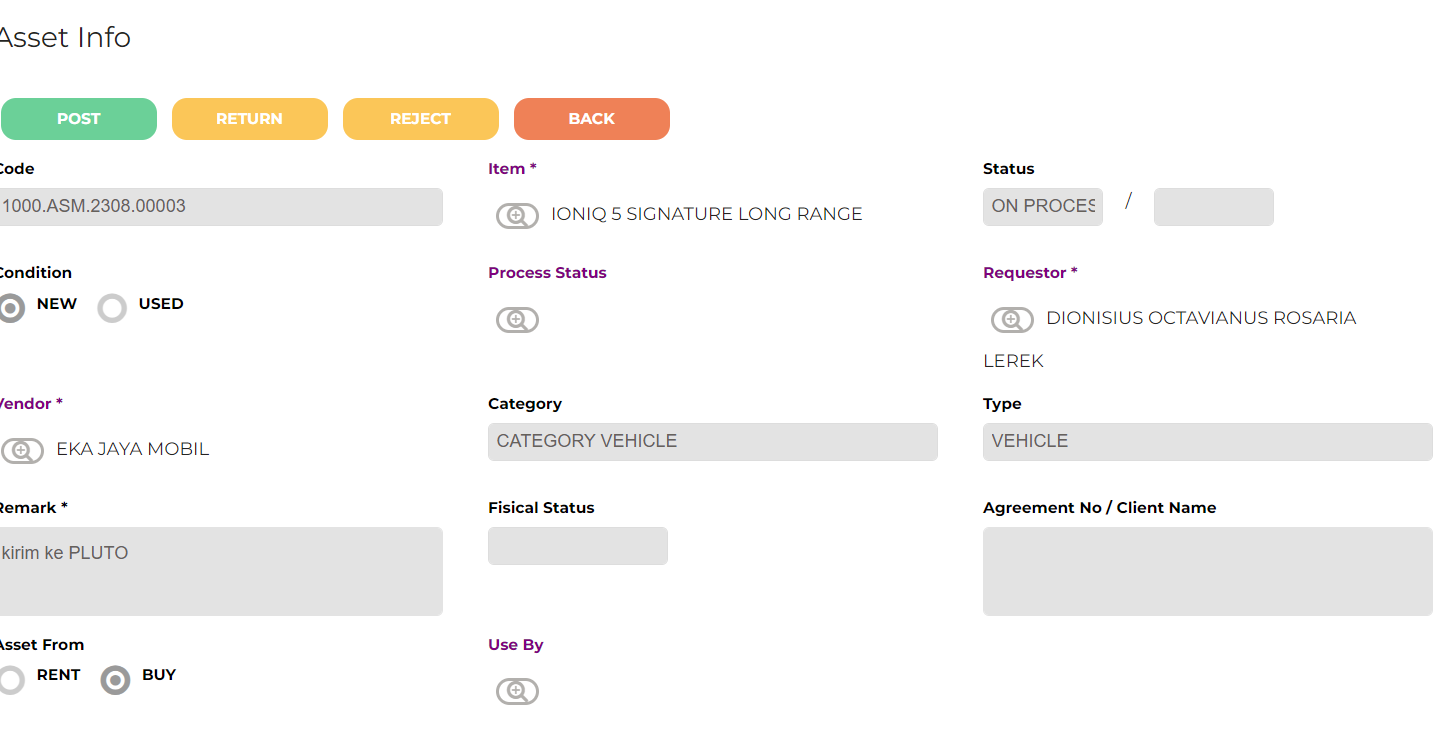 Asset Info
POST RETURN REJECT BACK
Code Item * Status
1000.ASM.2308.00003 IONIQ 5 SIGNATURE LONG RANGE ON PROCES /
Condition Process Status Requestor *
NEW USED DIONISIUS OCTAVIANUS ROSARIA
LEREK
Vendor * Category Type
EKA JAYA MOBIL CATEGORY VEHICLE VEHICLE
Remark * Fisical Status Agreement No / Client Name
kirim ke PLUTO
Asset From Use By
RENT BUY